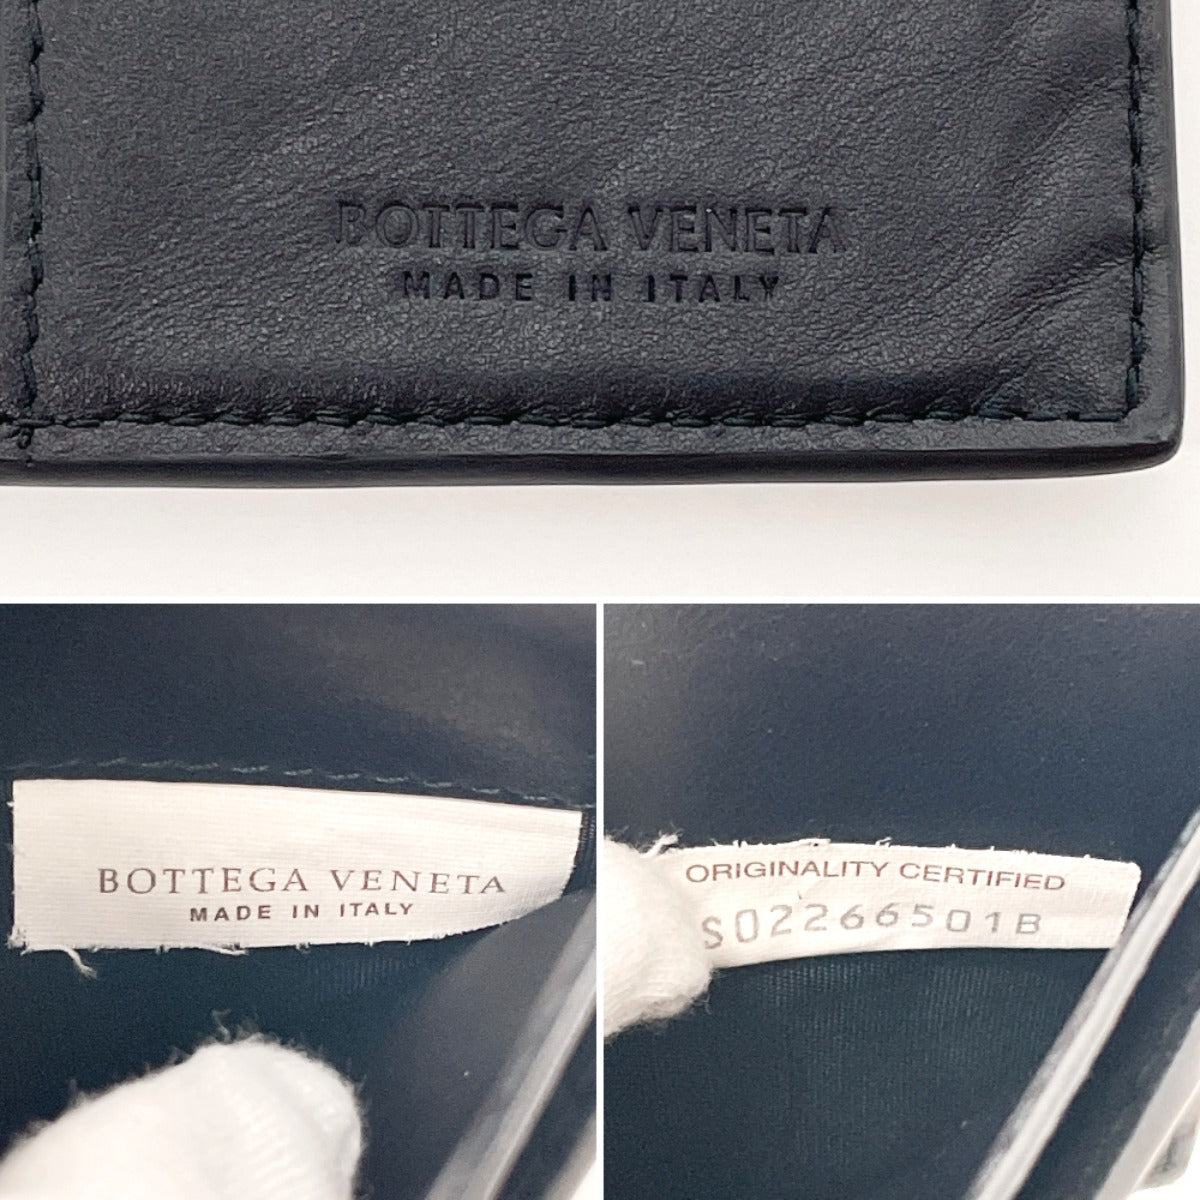 BOTTEGA VENETA
MADE IN ITALY
BOTTEGA VENETA
MADE IN ITALY
ORIGINALITY CERTIFIED
S02266501B